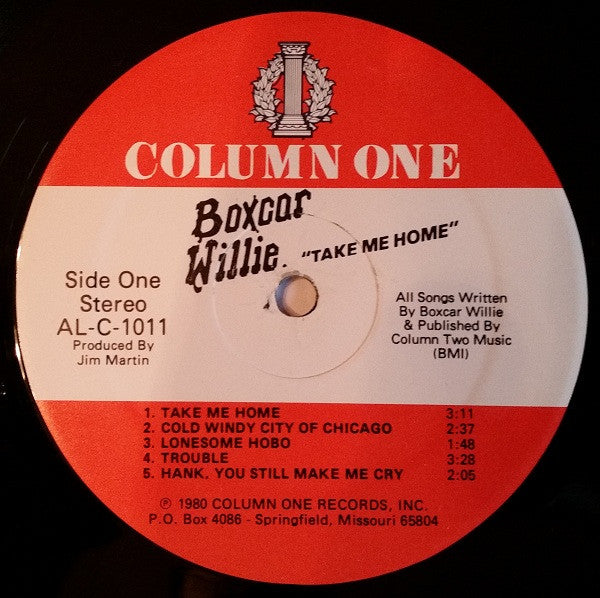 COLUMN ONE
Boxcar
Willie. "TAKE ME HOME"
Side One
Stereo
AL-C-1011
Produced By
Jim Martin
All Songs Written
By Boxcar Willie
& Published By
Column Two Music
(BMI)
1. TAKE ME HOME 3:11
2. COLD WINDY CITY OF CHICAGO 2:37
3. LONESOME HOBO 1:48
4. TROUBLE 3:28
5. HANK, YOU STILL MAKE ME CRY 2:05
℗ 1980 COLUMN ONE RECORDS, INC.
P.O. Box 4086 - Springfield, Missouri 65804